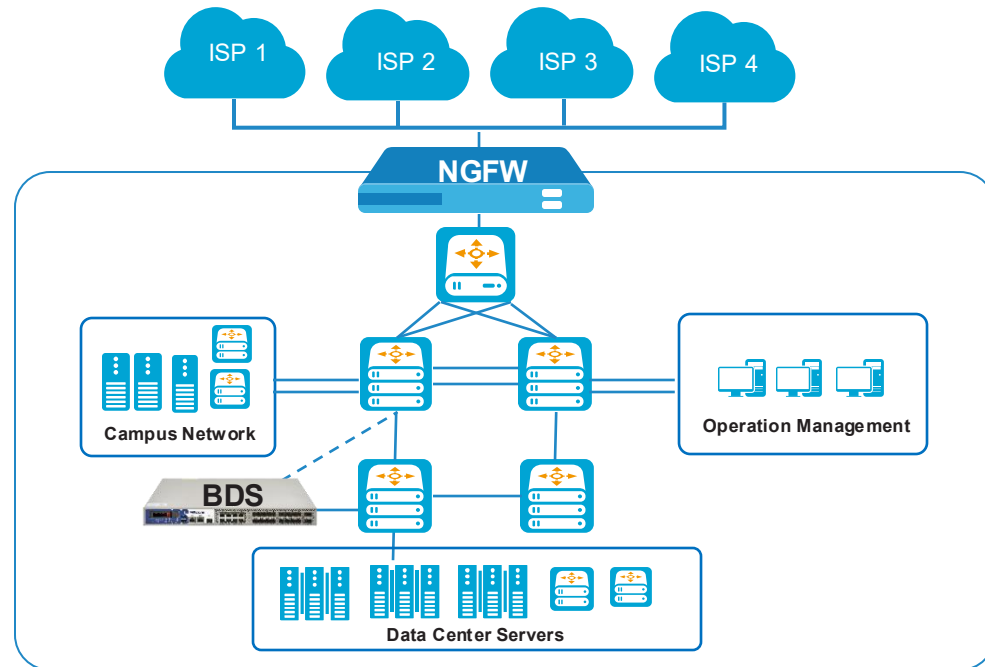 ISP 1
ISP 2
ISP 3
ISP 4
NGFW
Campus Network
Operation Management
BDS
Data Center Servers